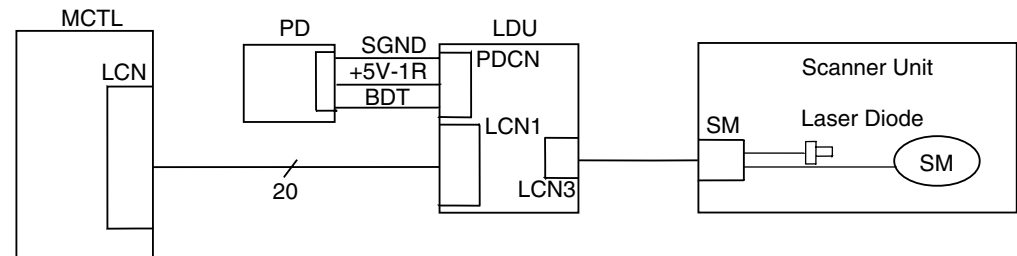 MCTL
PD
LDU
SGND
PDCN
LCN
+5V-1R
BDT
Scanner Unit
LCN1
SM
Laser Diode
SM
20
LCN3